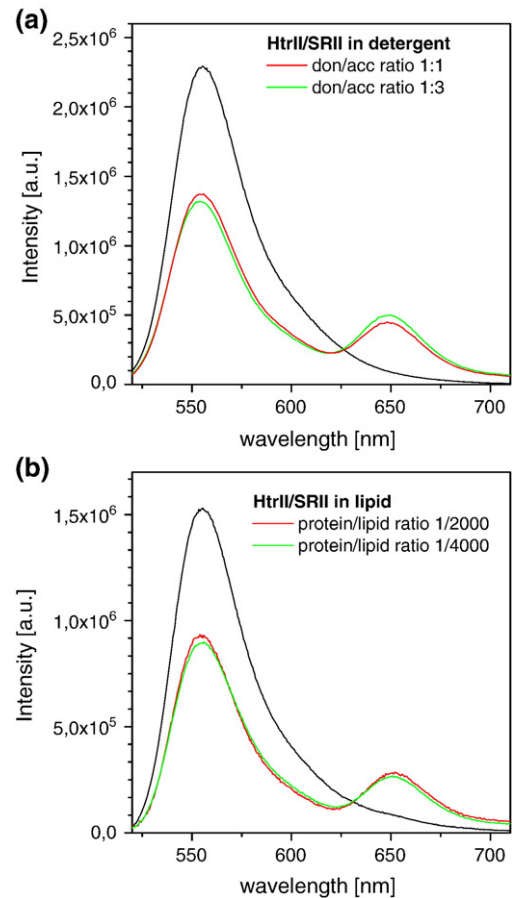 (a)
HtrII/SRII in detergent
don/acc ratio 1:1
don/acc ratio 1:3
2,5x10⁶
2,0x10⁶
1,5x10⁶
1,0x10⁶
5,0x10⁵
0,0
Intensity [a.u.]
550 600 650 700
wavelength [nm]
(b)
HtrII/SRII in lipid
protein/lipid ratio 1/2000
protein/lipid ratio 1/4000
1,5x10⁶
1,0x10⁶
5,0x10⁵
0,0
Intensity [a.u.]
550 600 650 700
wavelength [nm]